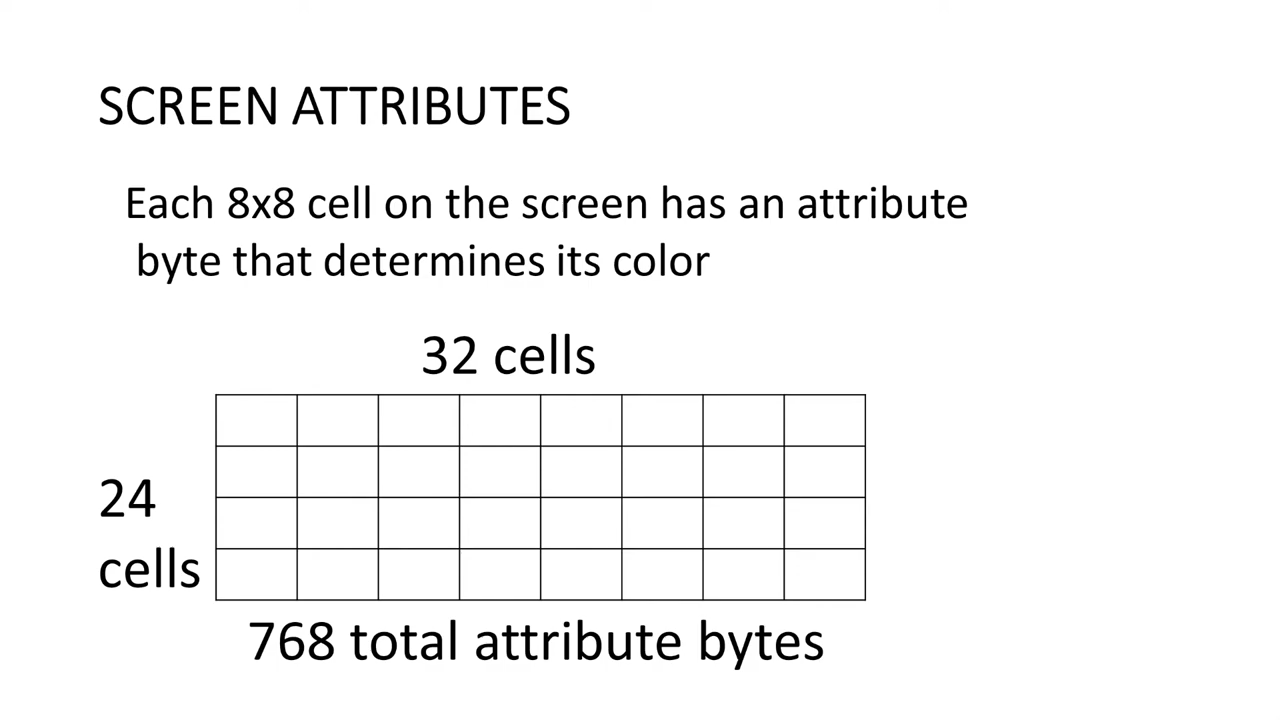 SCREEN ATTRIBUTES
Each 8x8 cell on the screen has an attribute
byte that determines its color
32 cells
24
cells
768 total attribute bytes